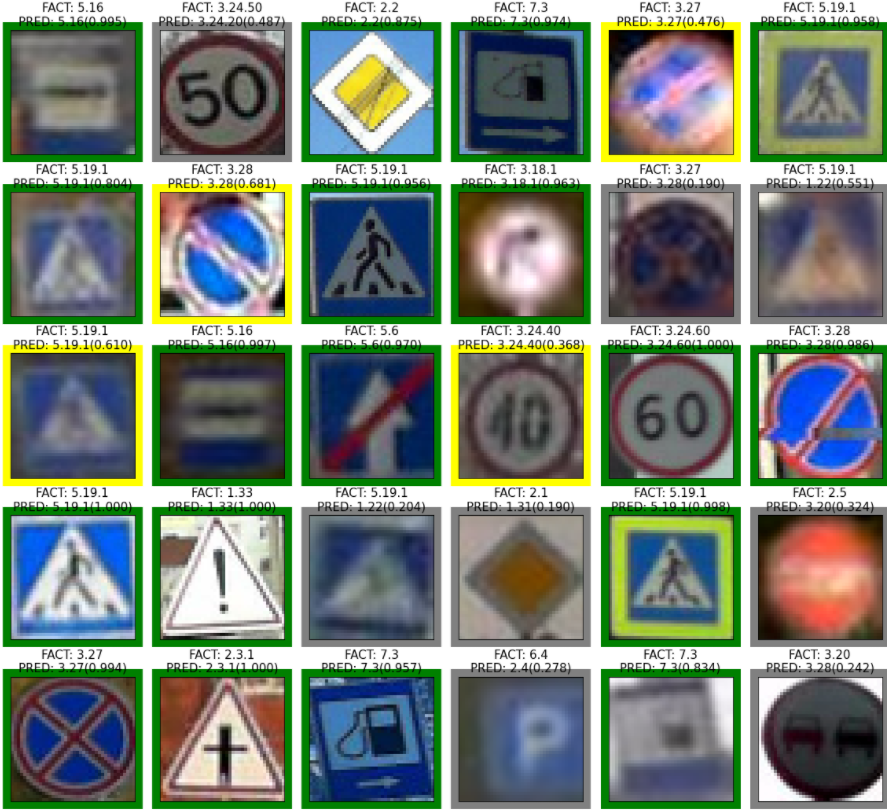 FACT: 5.16 FACT: 3.24.50 FACT: 2.2 FACT: 7.3 FACT: 3.27 FACT: 5.19.1
PRED: 5.16(0.995) PRED: 3.24.20(0.487) PRED: 2.2(0.875) PRED: 7.3(0.974) PRED: 3.27(0.476) PRED: 5.19.1(0.958)
50
FACT: 5.19.1 FACT: 3.28 FACT: 5.19.1 FACT: 3.18.1 FACT: 3.27 FACT: 5.19.1
PRED: 5.19.1(0.804) PRED: 3.28(0.681) PRED: 5.19.1(0.956) PRED: 3.18.1(0.963) PRED: 3.28(0.190) PRED: 1.22(0.551)
FACT: 5.19.1 FACT: 5.16 FACT: 5.6 FACT: 3.24.40 FACT: 3.24.60 FACT: 3.28
PRED: 5.19.1(0.610) PRED: 5.16(0.997) PRED: 5.6(0.970) PRED: 3.24.40(0.368) PRED: 3.24.60(1.000) PRED: 3.28(0.986)
40 60
FACT: 5.19.1 FACT: 1.33 FACT: 5.19.1 FACT: 2.1 FACT: 5.19.1 FACT: 2.5
PRED: 5.19.1(1.000) PRED: 1.33(1.000) PRED: 1.22(0.204) PRED: 1.31(0.190) PRED: 5.19.1(0.998) PRED: 3.20(0.324)
!
FACT: 3.27 FACT: 2.3.1 FACT: 7.3 FACT: 6.4 FACT: 7.3 FACT: 3.20
PRED: 3.27(0.994) PRED: 2.3.1(1.000) PRED: 7.3(0.957) PRED: 2.4(0.278) PRED: 7.3(0.834) PRED: 3.28(0.242)
P